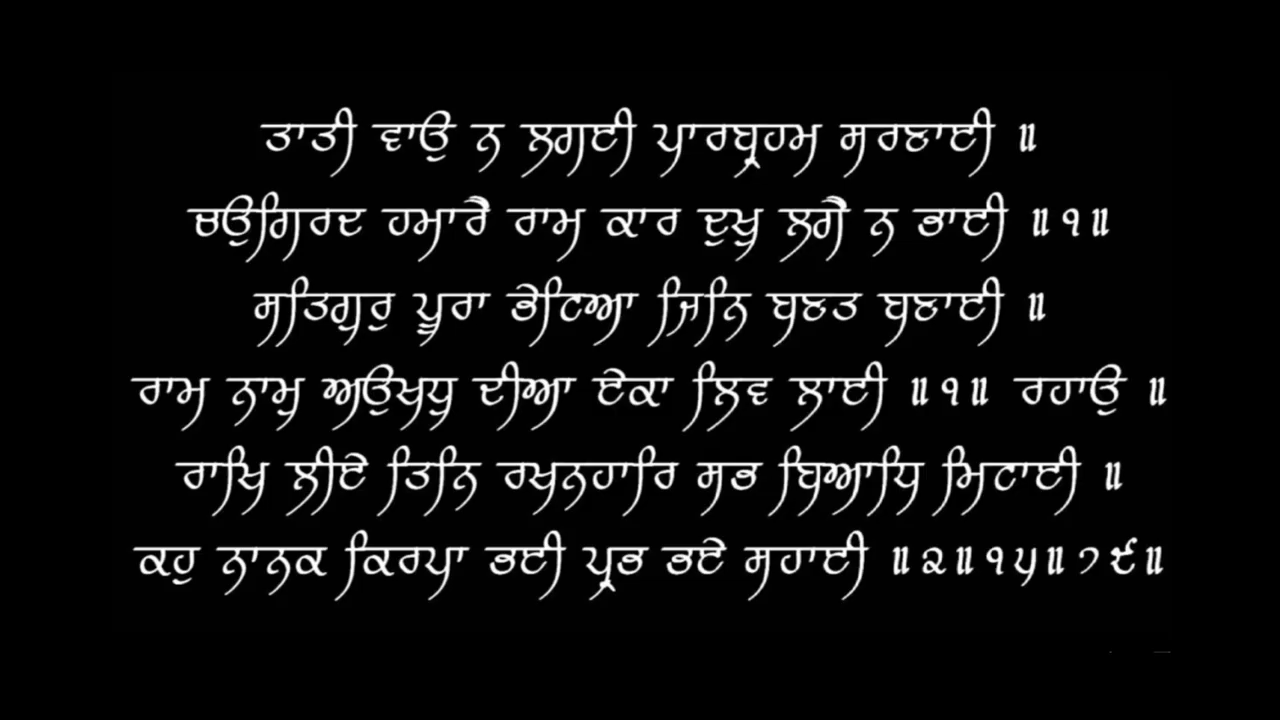 ਤਾਤੀ ਵਾਉ ਨ ਲਗਈ ਪਾਰਬ੍ਰਹਮ ਸਰਣਾਈ ॥
ਚਉਗਿਰਦ ਹਮਾਰੈ ਰਾਮ ਕਾਰ ਦੁਖੁ ਲਗੈ ਨ ਭਾਈ ॥੧॥
ਸਤਿਗੁਰੁ ਪੂਰਾ ਭੇਟਿਆ ਜਿਨਿ ਬਣਤ ਬਣਾਈ ॥
ਰਾਮ ਨਾਮੁ ਅਉਖਧੁ ਦੀਆ ਏਕਾ ਲਿਵ ਲਾਈ ॥੧॥ ਰਹਾਉ ॥
ਰਾਖਿ ਲੀਏ ਤਿਨਿ ਰਖਨਹਾਰਿ ਸਭ ਬਿਆਧਿ ਮਿਟਾਈ ॥
ਕਹੁ ਨਾਨਕ ਕਿਰਪਾ ਭਈ ਪ੍ਰਭ ਭਏ ਸਹਾਈ ॥੨॥੧੫॥੭੯॥